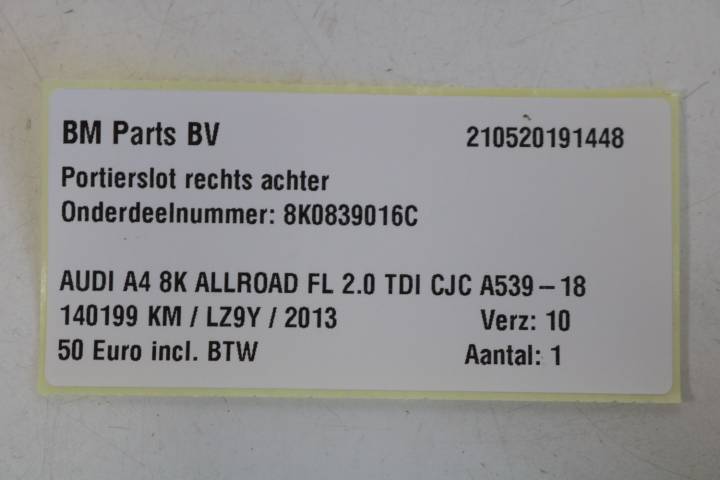 BM Parts BV 210520191448
Portierslot rechts achter
Onderdeelnummer: 8K0839016C
AUDI A4 8K ALLROAD FL 2.0 TDI CJC A539-18
140199 KM / LZ9Y / 2013 Verz: 10
50 Euro incl. BTW Aantal: 1